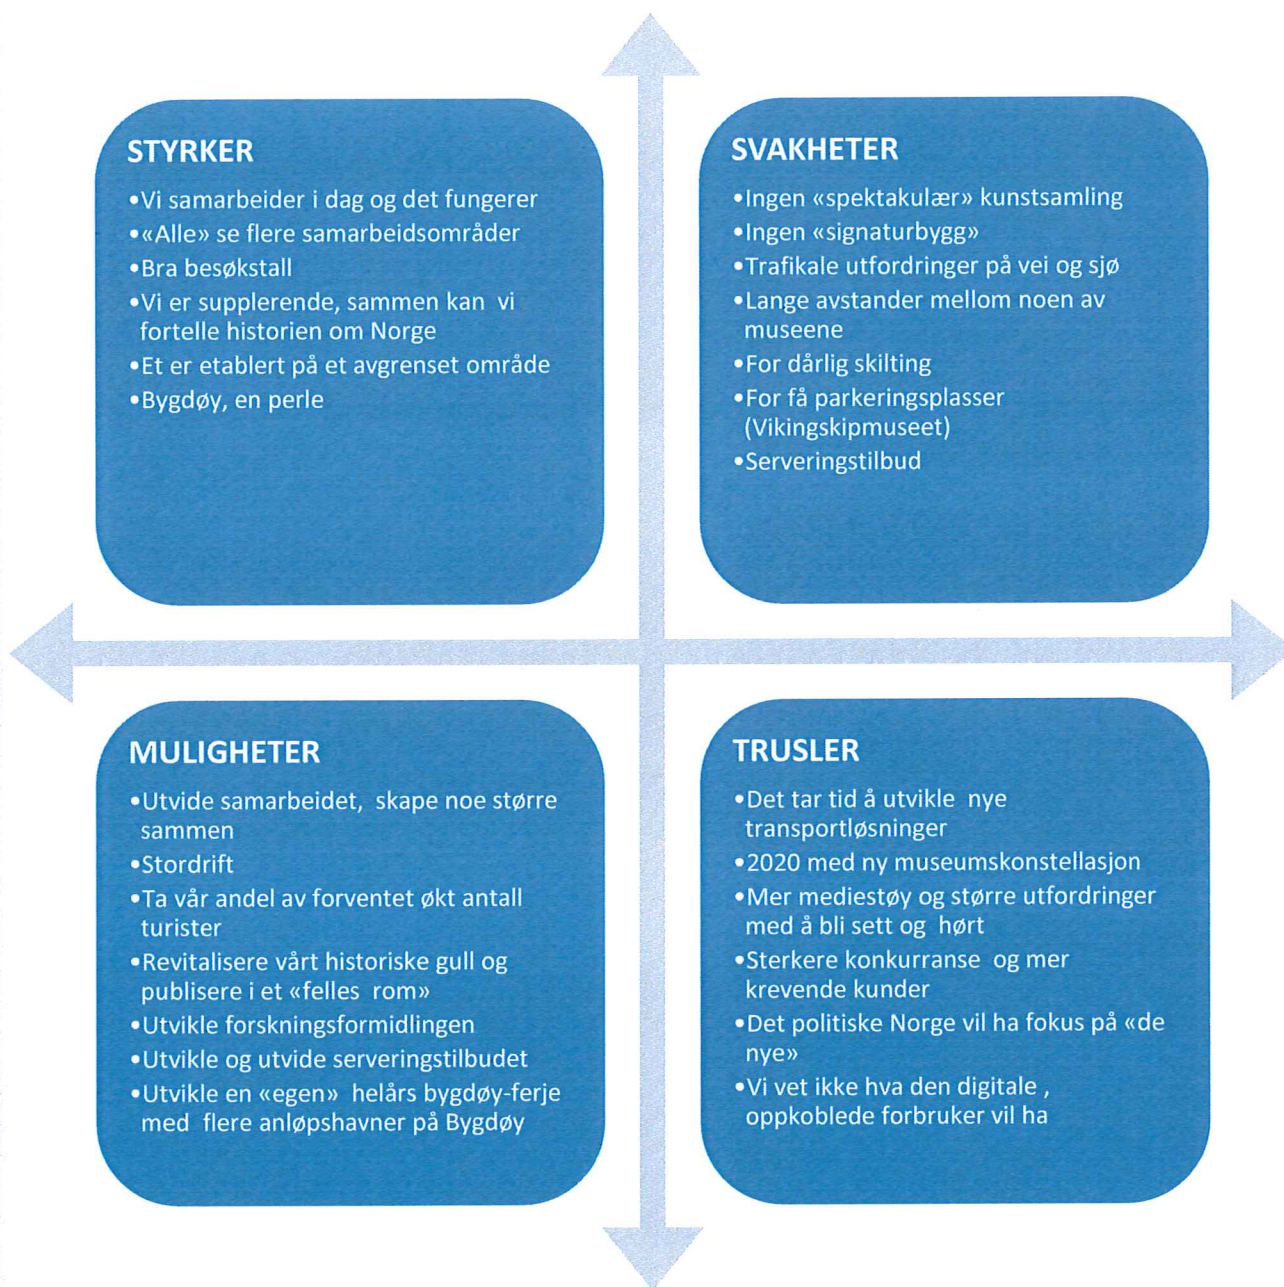 STYRKER
•Vi samarbeider i dag og det fungerer
•«Alle» se flere samarbeidsområder
•Bra besøkstall
•Vi er supplerende, sammen kan vi
fortelle historien om Norge
•Et er etablert på et avgrenset område
•Bygdøy, en perle
SVAKHETER
•Ingen «spektakulær» kunstsamling
•Ingen «signaturbygg»
•Trafikale utfordringer på vei og sjø
•Lange avstander mellom noen av
museene
•For dårlig skilting
•For få parkeringsplasser
(Vikingskipmuseet)
•Serveringstilbud
MULIGHETER
•Utvide samarbeidet, skape noe større
sammen
•Stordrift
•Ta vår andel av forventet økt antall
turister
•Revitalisere vårt historiske gull og
publisere i et «felles rom»
•Utvikle forskningsformidlingen
•Utvikle og utvide serveringstilbudet
•Utvikle en «egen» helårs bygdøy-ferje
med flere anløpshavner på Bygdøy
TRUSLER
•Det tar tid å utvikle nye
transportløsninger
•2020 med ny museumskonstellasjon
•Mer mediestøy og større utfordringer
med å bli sett og hørt
•Sterkere konkurranse og mer
krevende kunder
•Det politiske Norge vil ha fokus på «de
nye»
•Vi vet ikke hva den digitale ,
oppkoblede forbruker vil ha